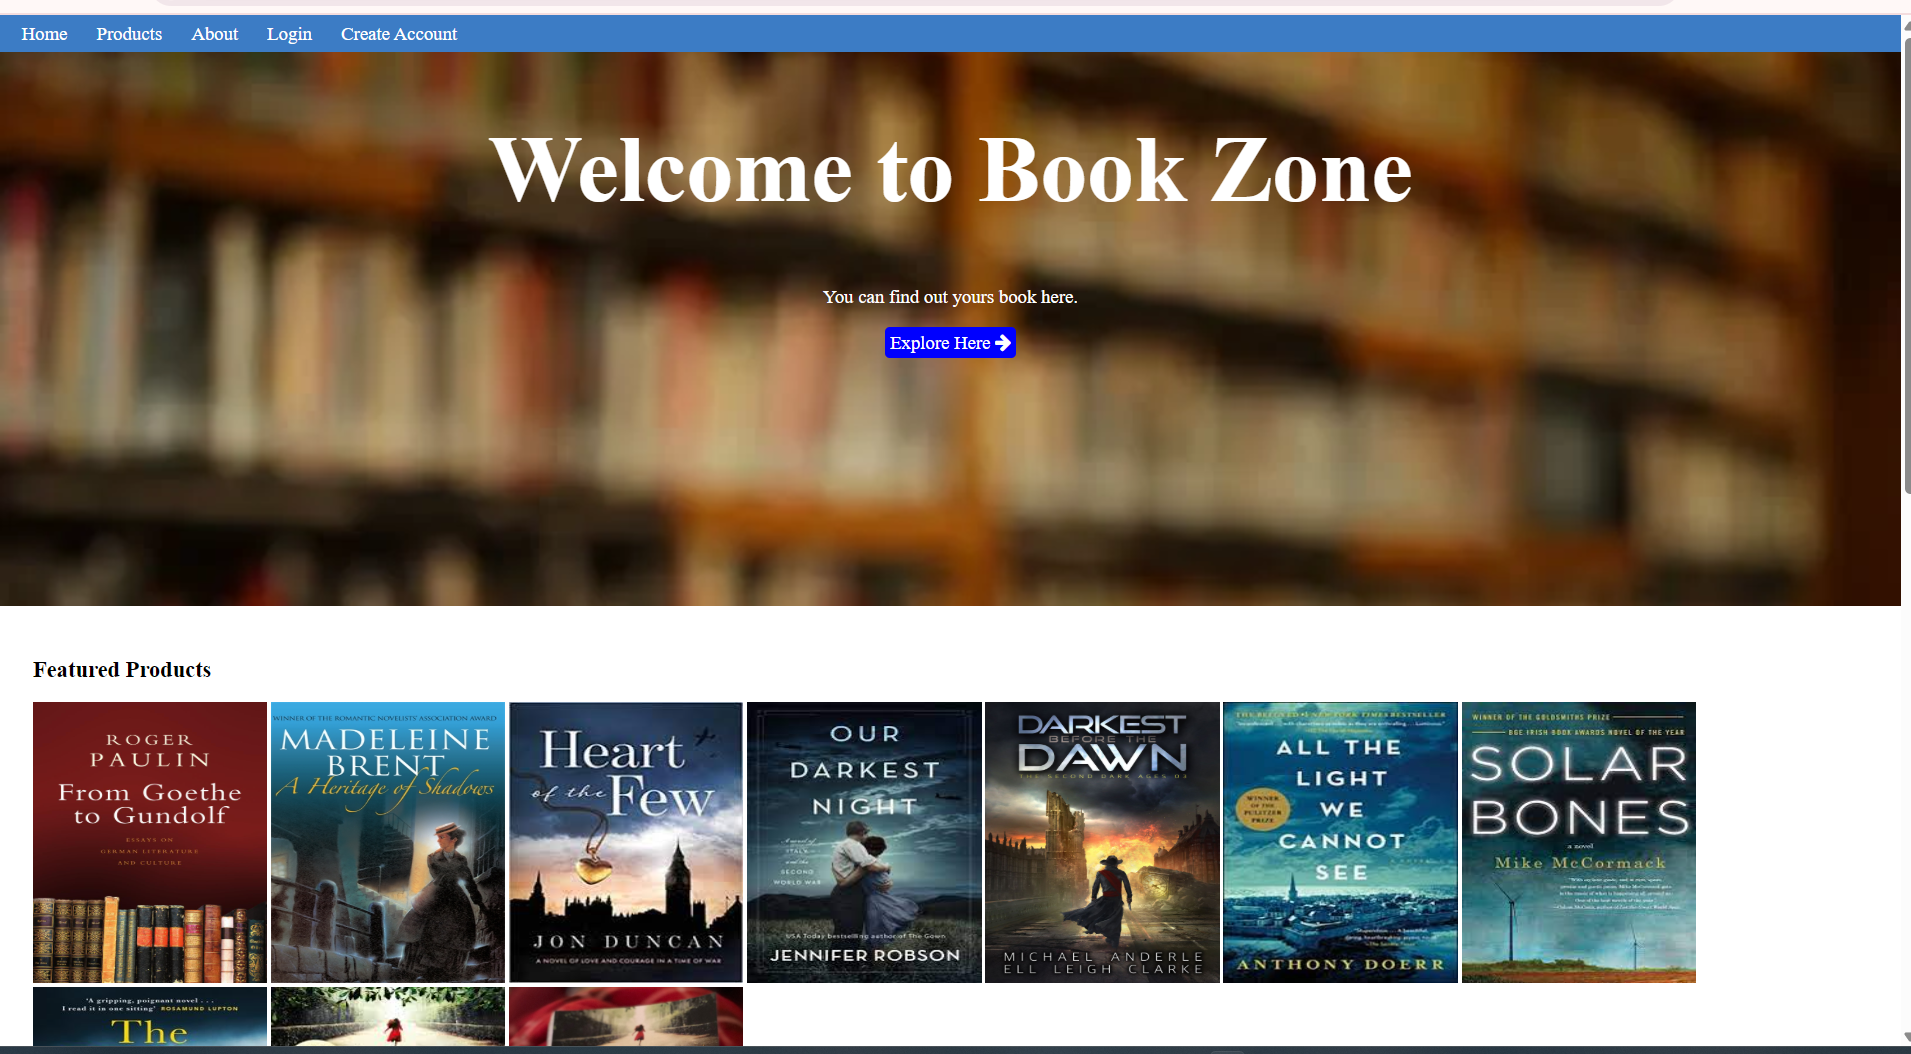 Home Products About Login Create Account
Welcome to Book Zone
You can find out yours book here.
Explore Here
Featured Products
ROGER
PAULIN
From Goethe
to Gundolf
ESSAYS ON
GERMAN LITERATURE
AND CULTURE
WINNER OF THE ROMANTIC NOVELISTS' ASSOCIATION AWARD
MADELEINE
BRENT
A Heritage of Shadows
Heart
of the Few
JON DUNCAN
A NOVEL OF LOVE AND COURAGE IN A TIME OF WAR
OUR
DARKEST
NIGHT
A novel of
ITALY
and the
SECOND
WORLD WAR
USA Today bestselling author of The Gown
JENNIFER ROBSON
DARKEST
BEFORE THE
DAWN
THE SECOND DARK AGES 03
MICHAEL ANDERLE
ELL LEIGH CLARKE
THE BELOVED #1 NEW YORK TIMES BESTSELLER
ALL THE
LIGHT
WE
CANNOT
SEE
WINNER
OF THE
PULITZER
PRIZE
ANTHONY DOERR
WINNER OF THE GOLDSMITHS PRIZE
BGE IRISH BOOK AWARDS NOVEL OF THE YEAR
SOLAR
BONES
a novel
Mike McCormack
'A gripping, poignant novel . . .
I read it in one sitting' ROSAMUND LUPTON
The